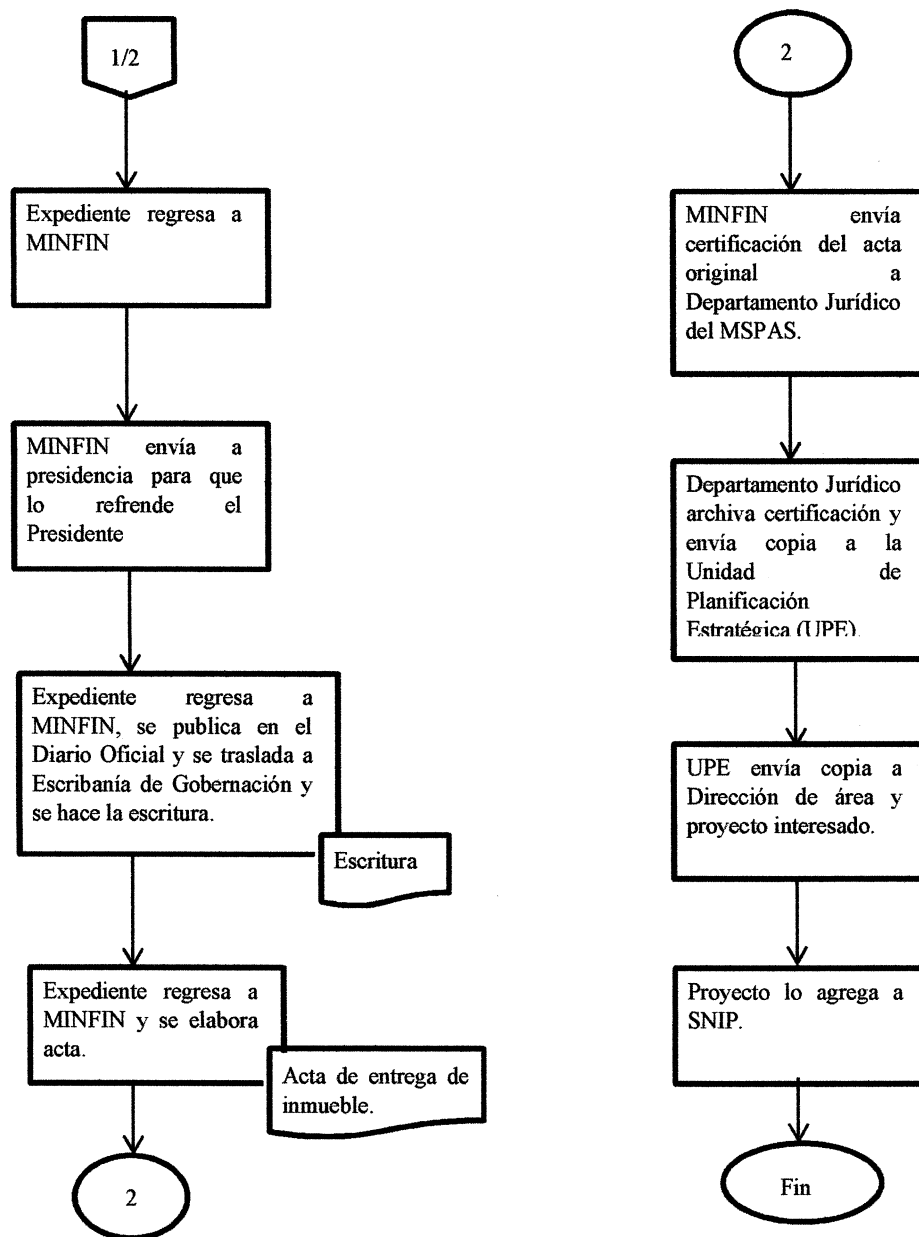 1/2
Expediente regresa a
MINFIN
MINFIN envía a
presidencia para que
lo refrende el
Presidente
Expediente regresa a
MINFIN, se publica en el
Diario Oficial y se traslada a
Escribanía de Gobernación y
se hace la escritura.
Escritura
Expediente regresa a
MINFIN y se elabora
acta.
Acta de entrega de
inmueble.
2
2
MINFIN envía
certificación del acta
original a
Departamento Jurídico
del MSPAS.
Departamento Jurídico
archiva certificación y
envía copia a la
Unidad de
Planificación
Estratégica (UPE).
UPE envía copia a
Dirección de área y
proyecto interesado.
Proyecto lo agrega a
SNIP.
Fin